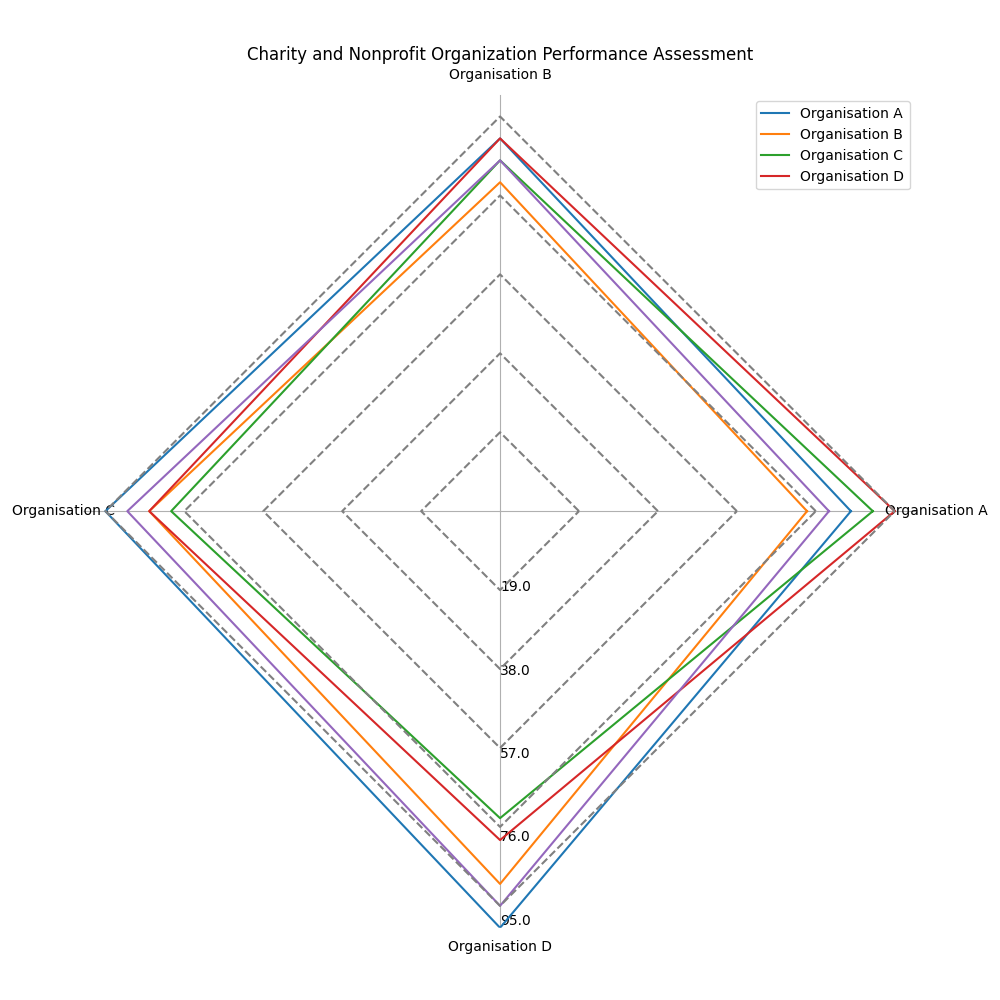 Charity and Nonprofit Organization Performance Assessment
Organisation B
Organisation A
Organisation B
Organisation C
Organisation D
Organisation C
Organisation A
19.0
38.0
57.0
76.0
95.0
Organisation D